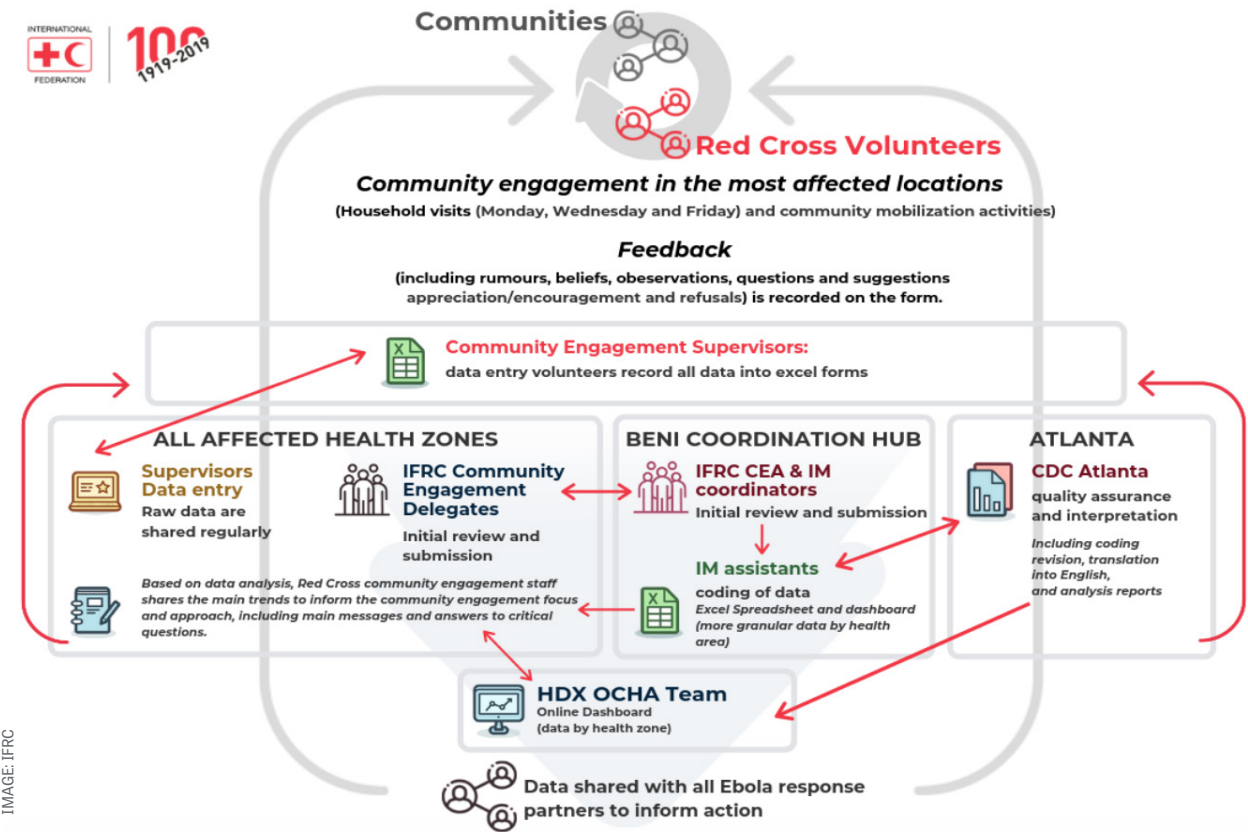 INTERNATIONAL
FEDERATION
100
1919-2019
Communities
Red Cross Volunteers
Community engagement in the most affected locations
(Household visits (Monday, Wednesday and Friday) and community mobilization activities)
Feedback
(including rumours, beliefs, obeservations, questions and suggestions
appreciation/encouragement and refusals) is recorded on the form.
X
Community Engagement Supervisors:
data entry volunteers record all data into excel forms
ALL AFFECTED HEALTH ZONES
Supervisors
Data entry
Raw data are
shared regularly
IFRC Community
Engagement
Delegates
Initial review and
submission
Based on data analysis, Red Cross community engagement staff
shares the main trends to inform the community engagement focus
and approach, including main messages and answers to critical
questions.
BENI COORDINATION HUB
IFRC CEA & IM
coordinators
Initial review and submission
IM assistants
coding of data
X
Excel Spreadsheet and dashboard
(more granular data by health
area)
ATLANTA
CDC Atlanta
quality assurance
and interpretation
Including coding
revision, translation
into English,
and analysis reports
HDX OCHA Team
Online Dashboard
(data by health zone)
Data shared with all Ebola response
partners to inform action
IMAGE: IFRC